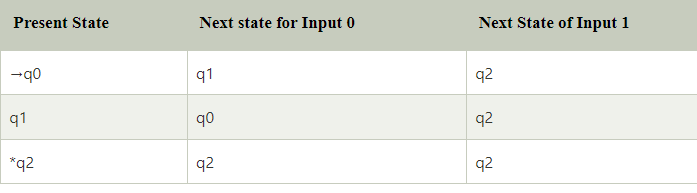 Present State Next state for Input 0 Next State of Input 1
→q0 q1 q2
q1 q0 q2
*q2 q2 q2